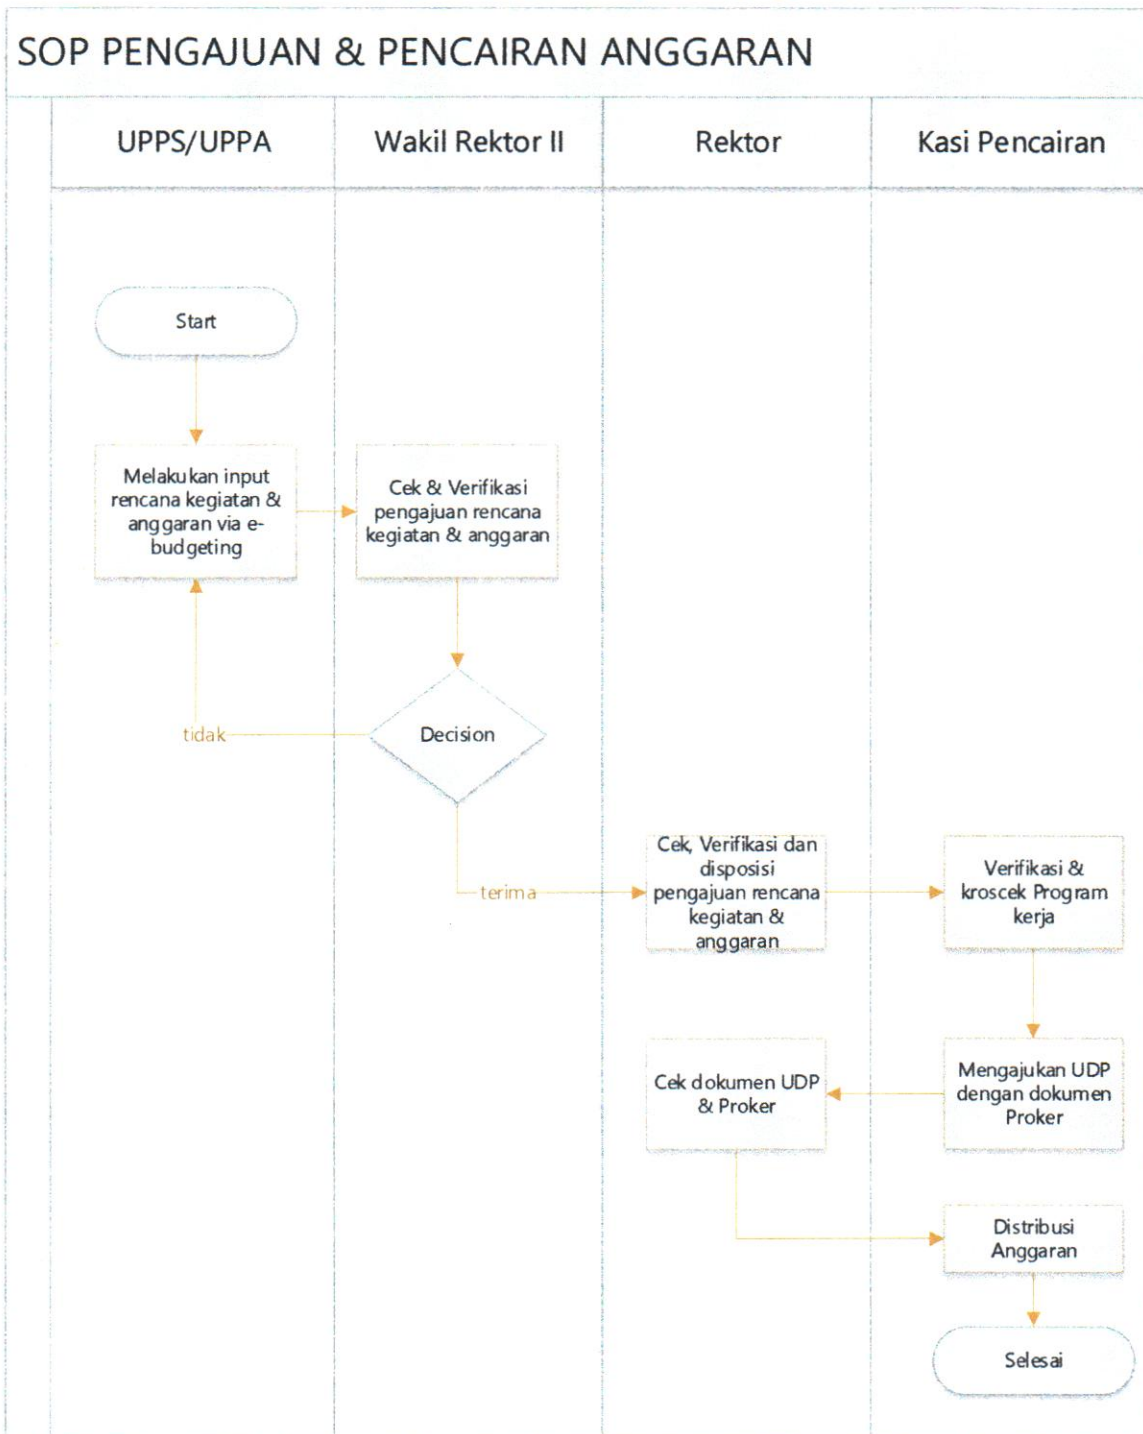 SOP PENGAJUAN & PENCAIRAN ANGGARAN
UPPS/UPPA
Wakil Rektor II
Rektor
Kasi Pencairan
Start
Melakukan input
rencana kegiatan &
anggaran via e-
budgeting
Cek & Verifikasi
pengajuan rencana
kegiatan & anggaran
Decision
tidak
terima
Cek, Verifikasi dan
disposisi
pengajuan rencana
kegiatan &
anggaran
Verifikasi &
kroscek Program
kerja
Mengajukan UDP
dengan dokumen
Proker
Cek dokumen UDP
& Proker
Distribusi
Anggaran
Selesai